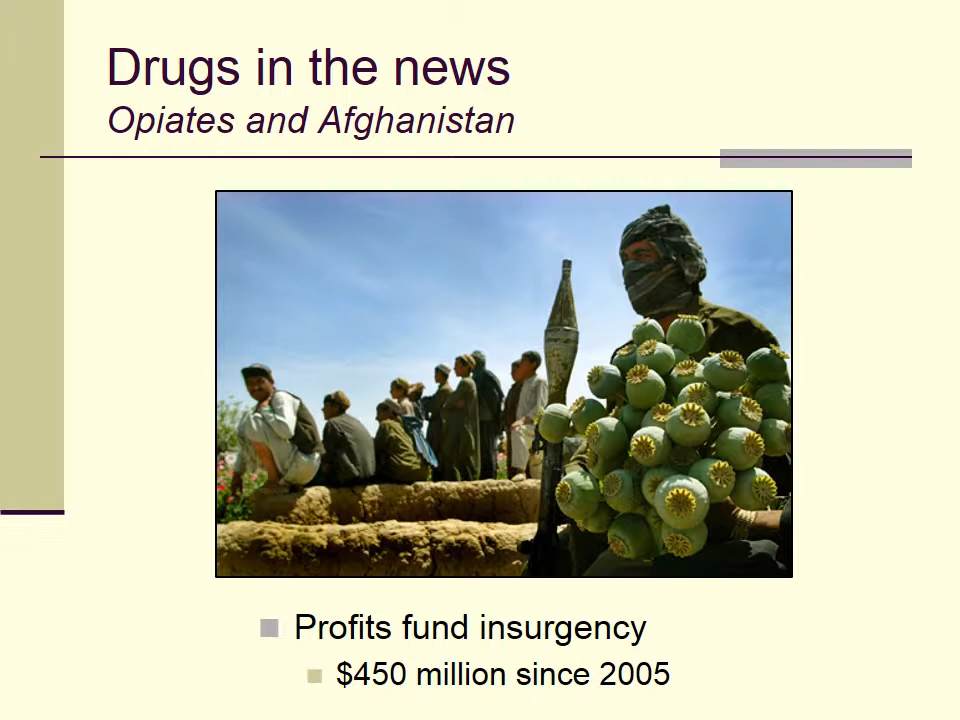 Drugs in the news
Opiates and Afghanistan
Profits fund insurgency
$450 million since 2005